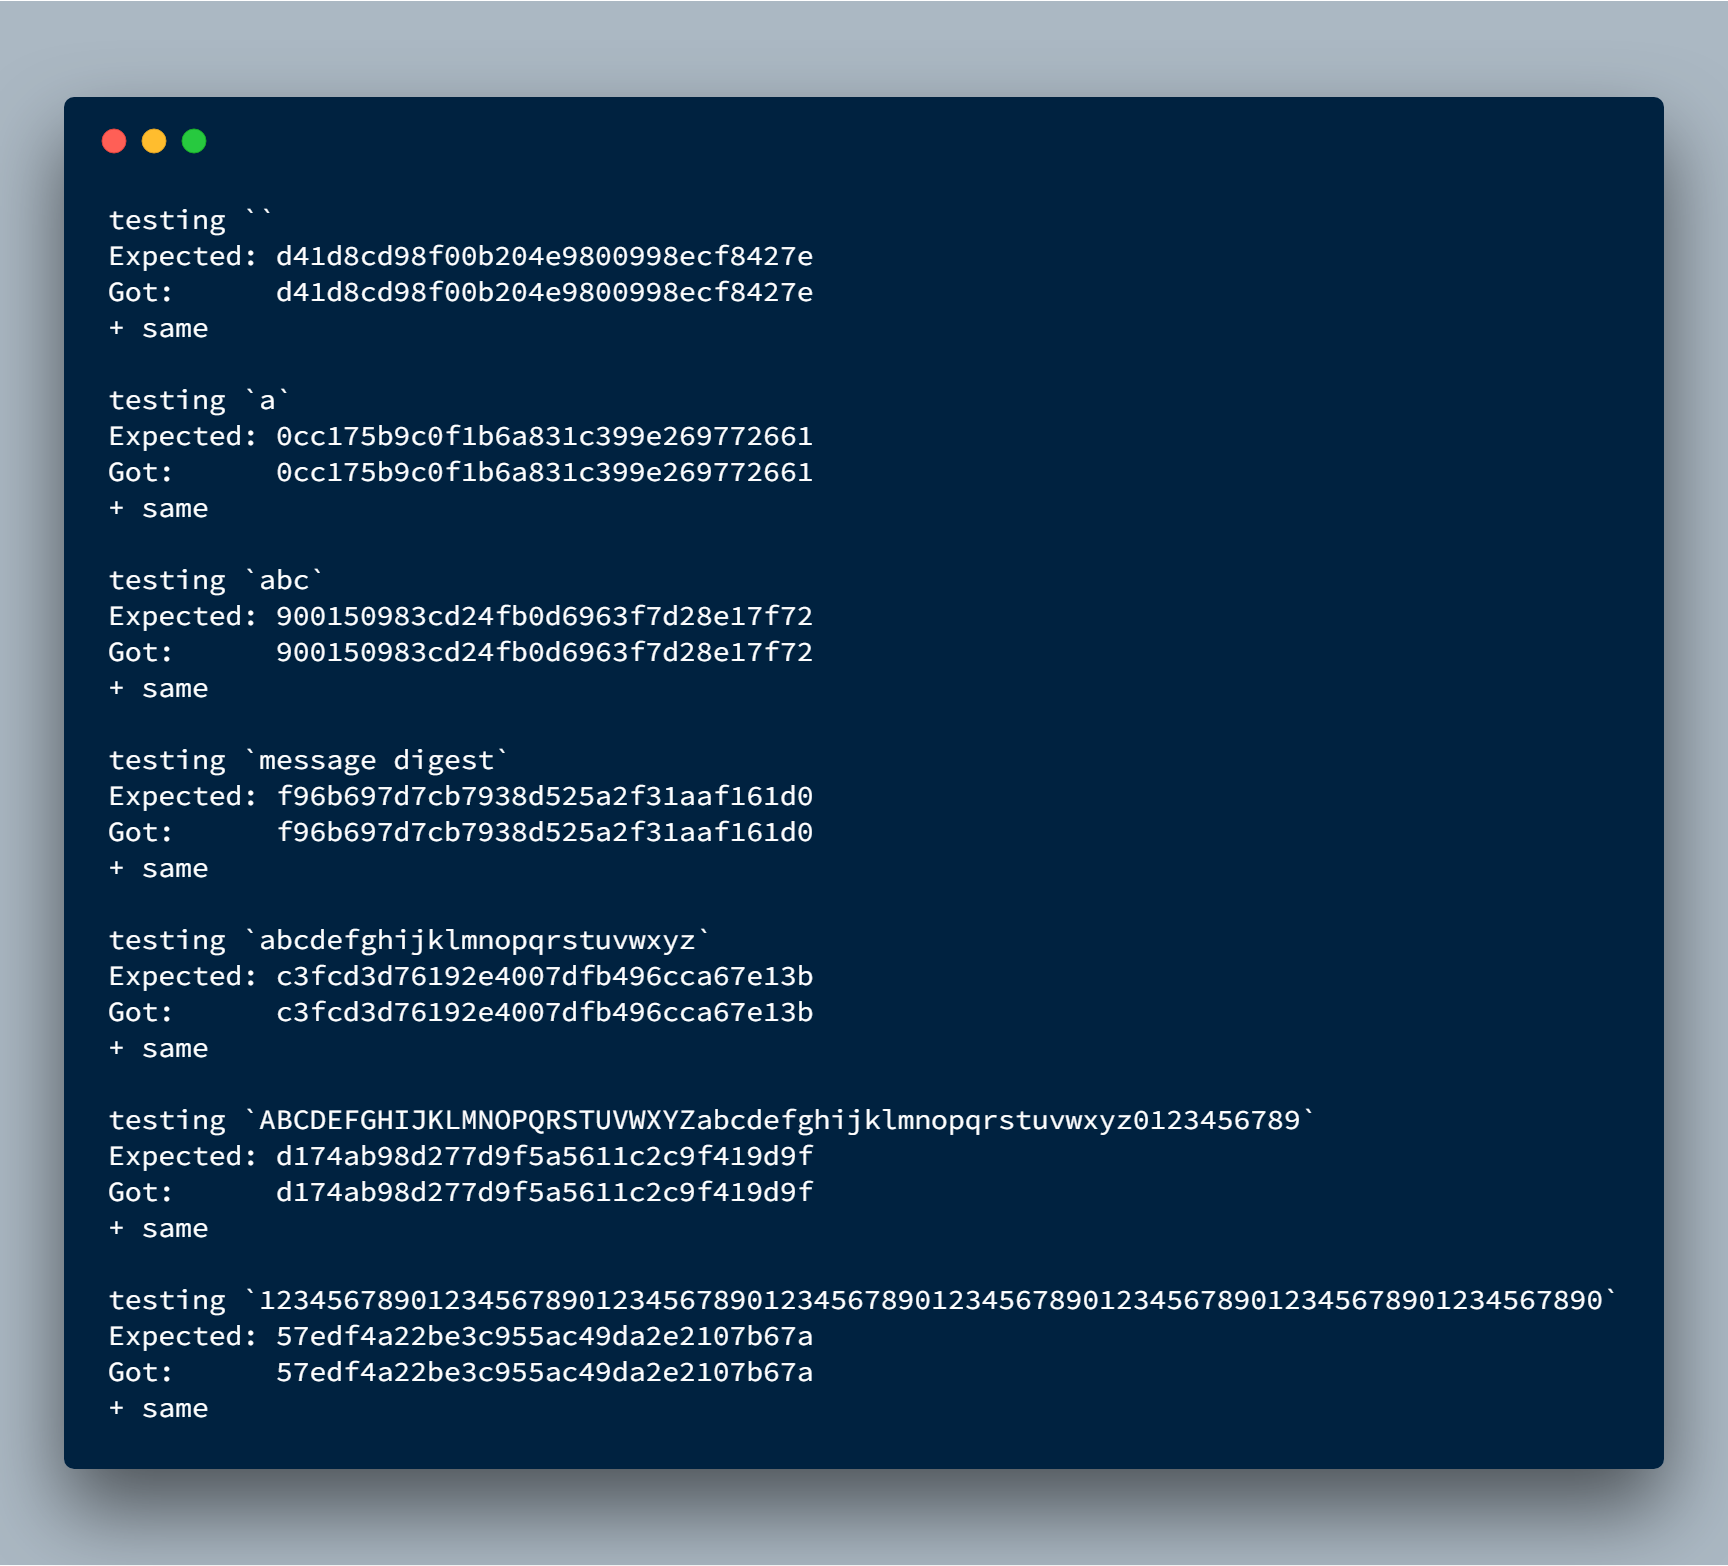 testing ``
Expected: d41d8cd98f00b204e9800998ecf8427e
Got:      d41d8cd98f00b204e9800998ecf8427e
+ same

testing `a`
Expected: 0cc175b9c0f1b6a831c399e269772661
Got:      0cc175b9c0f1b6a831c399e269772661
+ same

testing `abc`
Expected: 900150983cd24fb0d6963f7d28e17f72
Got:      900150983cd24fb0d6963f7d28e17f72
+ same

testing `message digest`
Expected: f96b697d7cb7938d525a2f31aaf161d0
Got:      f96b697d7cb7938d525a2f31aaf161d0
+ same

testing `abcdefghijklmnopqrstuvwxyz`
Expected: c3fcd3d76192e4007dfb496cca67e13b
Got:      c3fcd3d76192e4007dfb496cca67e13b
+ same

testing `ABCDEFGHIJKLMNOPQRSTUVWXYZabcdefghijklmnopqrstuvwxyz0123456789`
Expected: d174ab98d277d9f5a5611c2c9f419d9f
Got:      d174ab98d277d9f5a5611c2c9f419d9f
+ same

testing `12345678901234567890123456789012345678901234567890123456789012345678901234567890`
Expected: 57edf4a22be3c955ac49da2e2107b67a
Got:      57edf4a22be3c955ac49da2e2107b67a
+ same